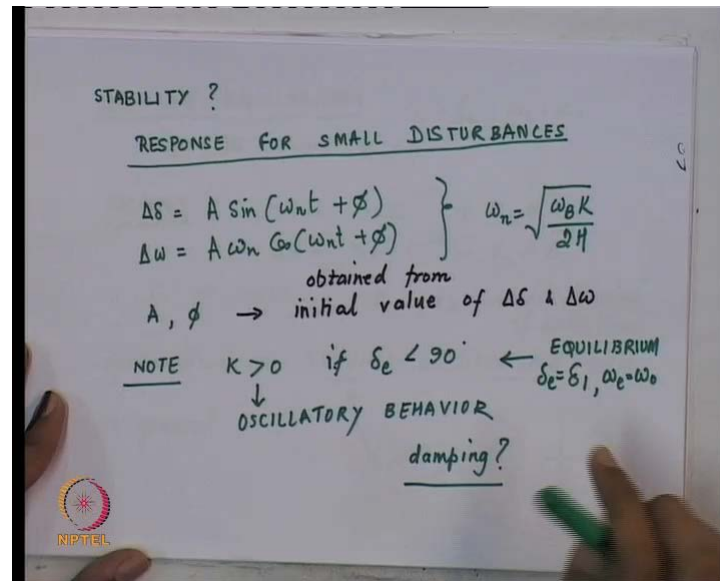 STABILITY ?
RESPONSE FOR SMALL DISTURBANCES
Δδ = A Sin (ωnt + φ)
Δω = A ωn Cos (ωnt + φ)
ωn = √(ωB K / 2H)
A, φ → obtained from
initial value of Δδ & Δω
NOTE K > 0 if δe < 90° ← EQUILIBRIUM
δe = δ1, ωe = ω0
↓
OSCILLATORY BEHAVIOR
damping?
NPTEL